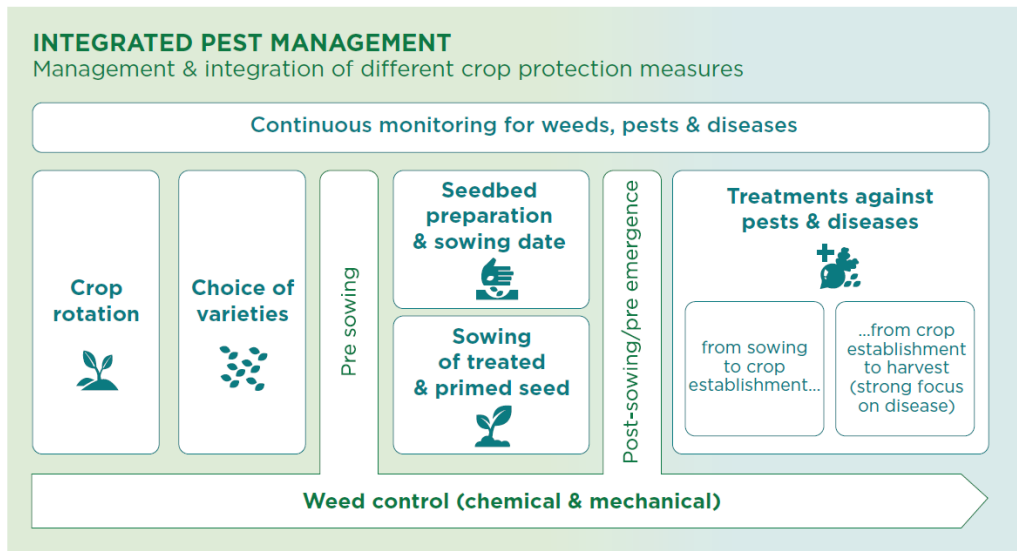 INTEGRATED PEST MANAGEMENT
Management & integration of different crop protection measures
Continuous monitoring for weeds, pests & diseases
Crop
rotation
Choice of
varieties
Pre sowing
Seedbed
preparation
& sowing date
Sowing
of treated
& primed seed
Post-sowing/pre emergence
Treatments against
pests & diseases
from sowing
to crop
establishment...
...from crop
establishment
to harvest
(strong focus
on disease)
Weed control (chemical & mechanical)